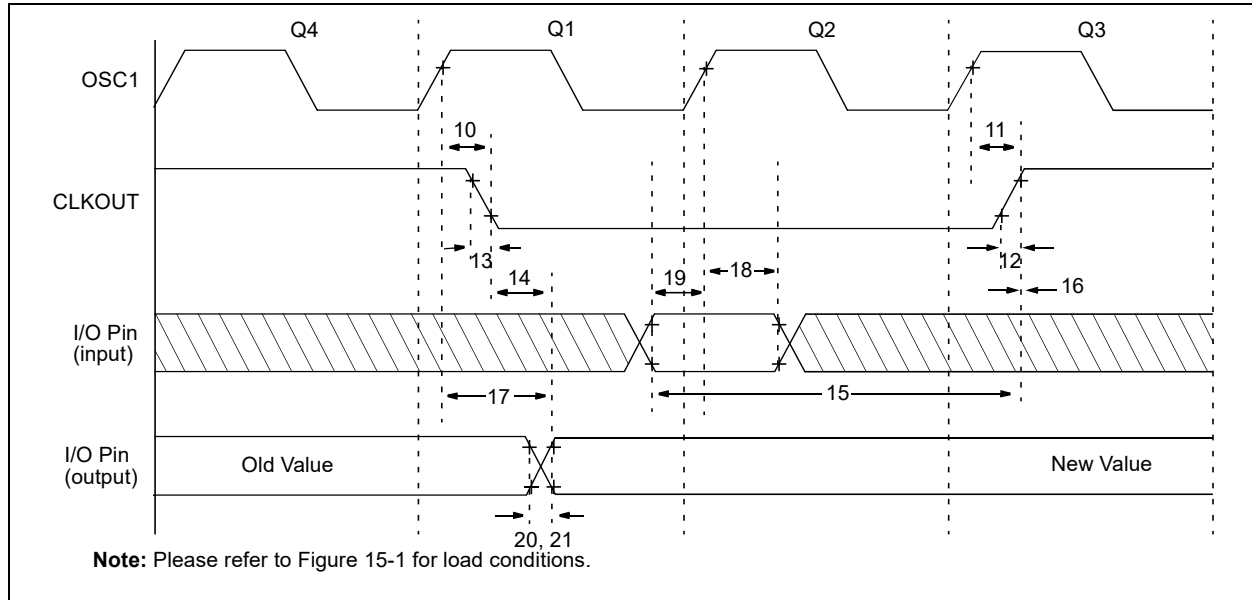 Q4 Q1 Q2 Q3
OSC1
10 11
CLKOUT
13 12
14 19 18 16
I/O Pin
(input)
17 15
I/O Pin
(output)
Old Value New Value
20, 21
Note: Please refer to Figure 15-1 for load conditions.